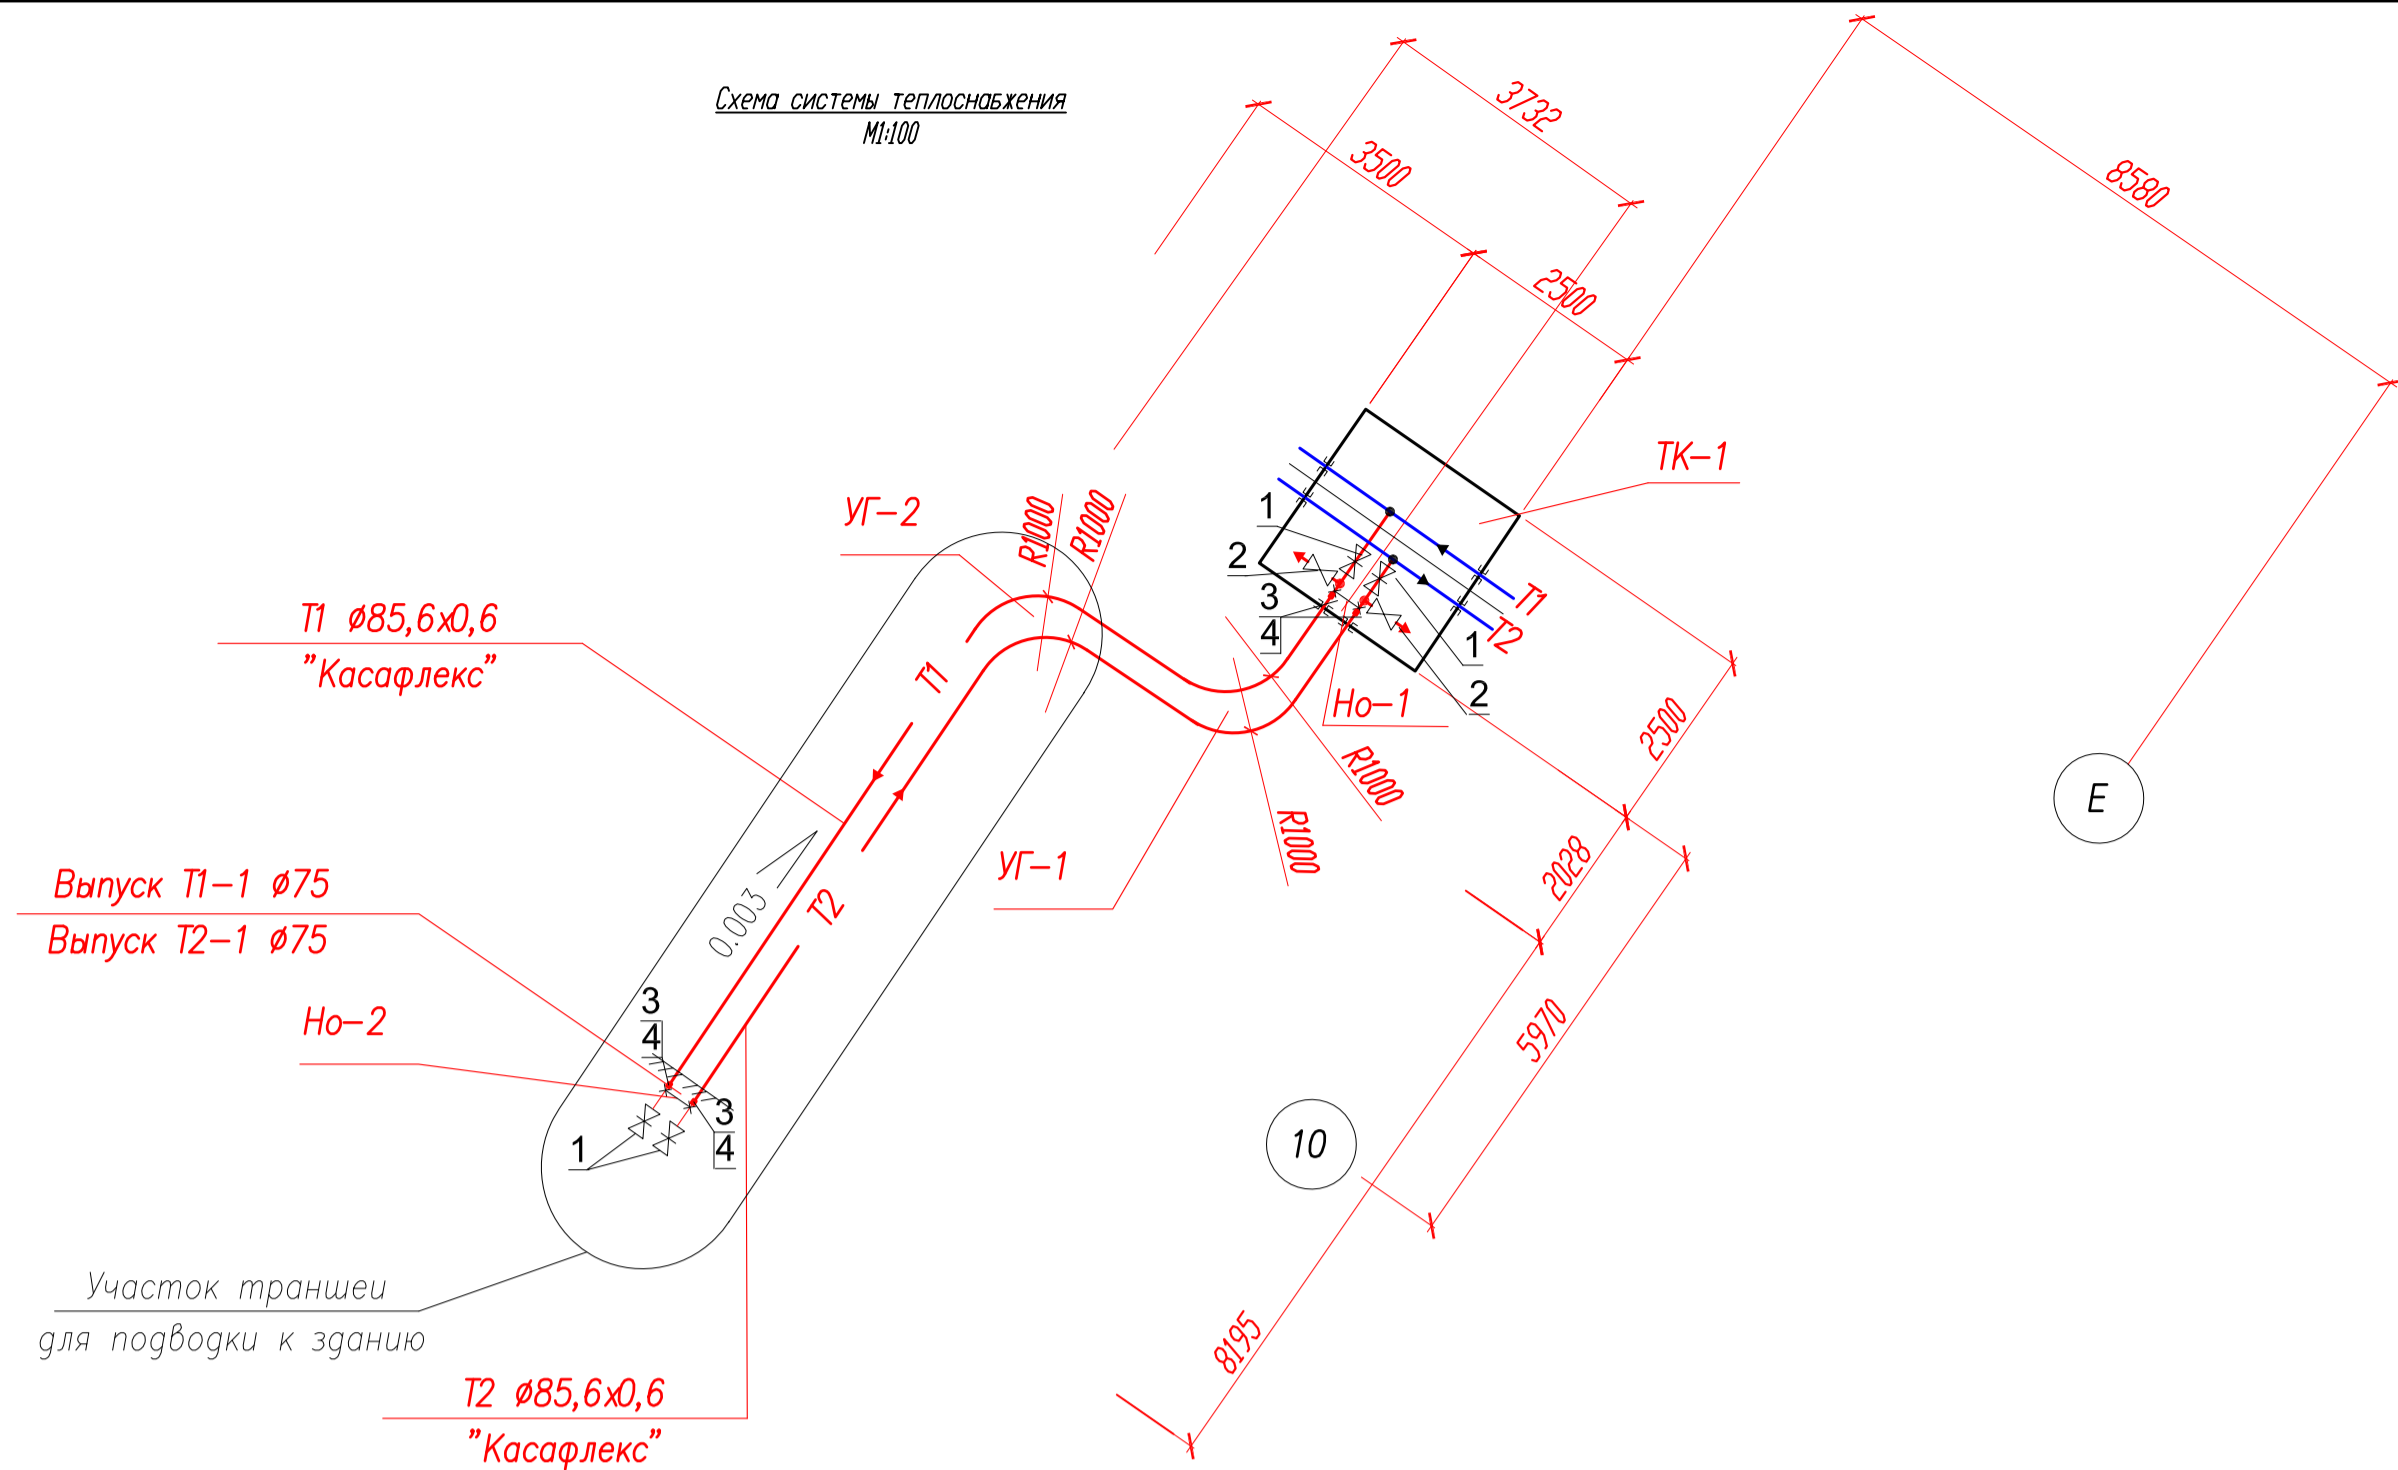 Схема системы теплоснабжения
М1:100
3732
3500
8580
2500
ТК-1
УГ-2
R1000
R1000
1
2
3
4
Т1
Т2
1
2
Но-1
Т1 ø85,6х0,6
"Касафлекс"
Т1
2500
R1000
R1000
Е
УГ-1
2028
Выпуск Т1-1 ø75
Выпуск Т2-1 ø75
0.003
Т2
Но-2
3
4
3
4
1
5970
10
Участок траншеи
для подводки к зданию
8195
Т2 ø85,6х0,6
"Касафлекс"